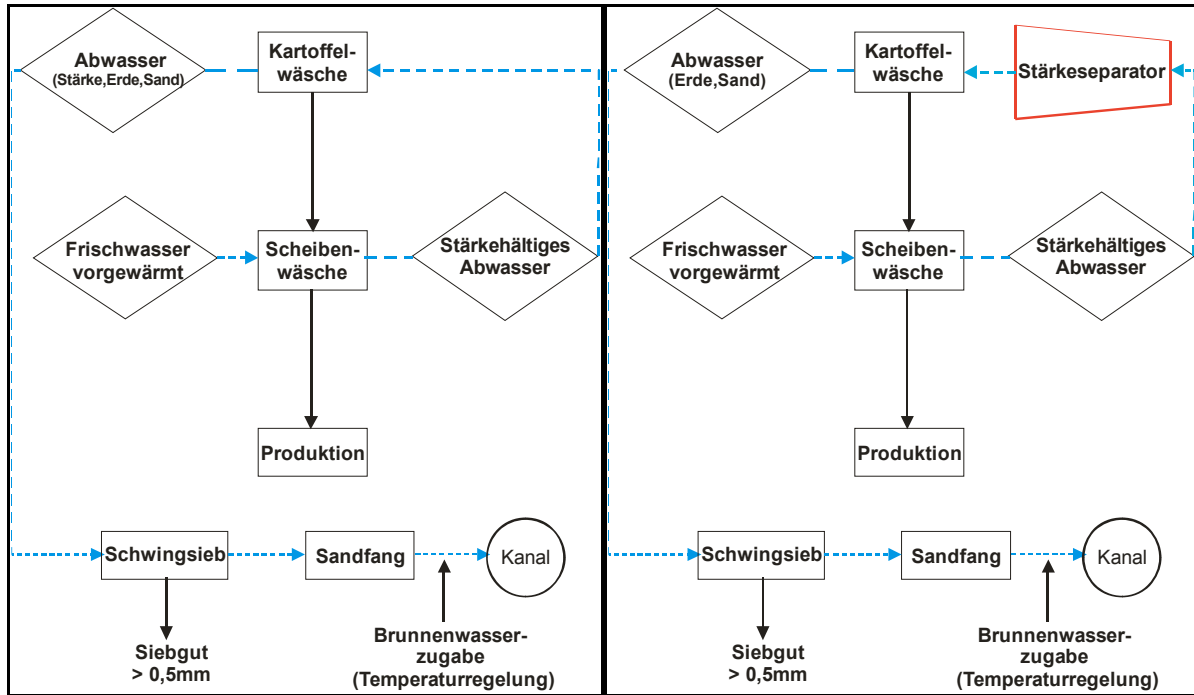 Abwasser
(Stärke,Erde,Sand)
Kartoffel-
wäsche
Frischwasser
vorgewärmt
Scheiben-
wäsche
Stärkehältiges
Abwasser
Produktion
Schwingsieb
Sandfang
Kanal
Siebgut
> 0,5mm
Brunnenwasser-
zugabe
(Temperaturregelung)
Abwasser
(Erde,Sand)
Kartoffel-
wäsche
Stärkeseparator
Frischwasser
vorgewärmt
Scheiben-
wäsche
Stärkehältiges
Abwasser
Produktion
Schwingsieb
Sandfang
Kanal
Siebgut
> 0,5mm
Brunnenwasser-
zugabe
(Temperaturregelung)